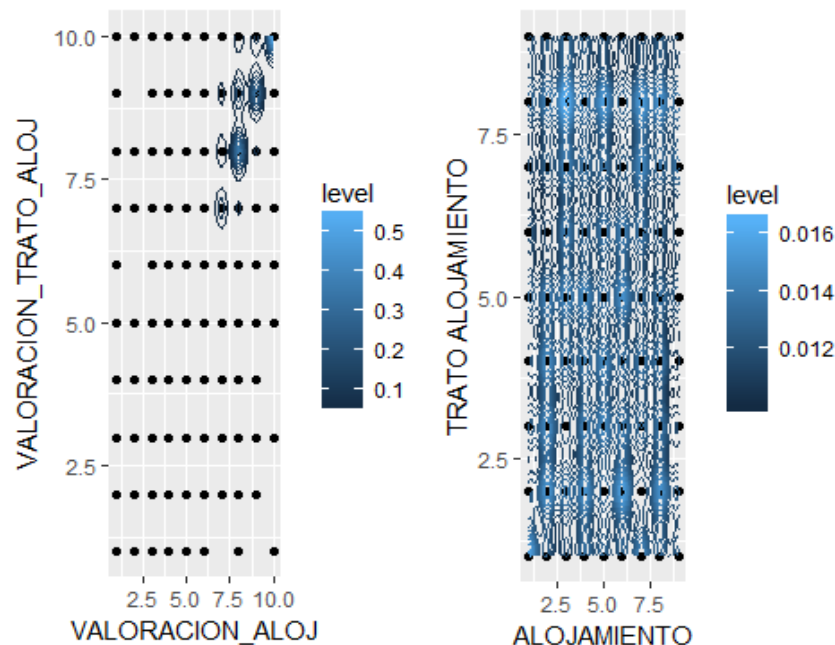 10.0
7.5
5.0
2.5
VALORACION_TRATO_ALOJ
2.5 5.0 7.5 10.0
VALORACION_ALOJ
level
0.5
0.4
0.3
0.2
0.1
7.5
5.0
2.5
TRATO ALOJAMIENTO
2.5 5.0 7.5
ALOJAMIENTO
level
0.016
0.014
0.012